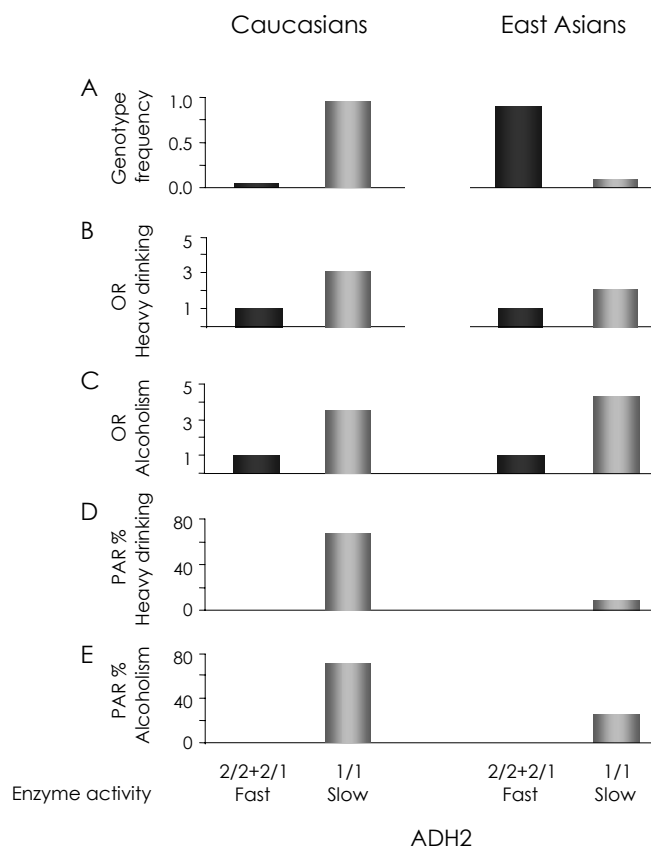 Caucasians East Asians
A
Genotype
frequency
1.0
0.5
0.0
B
OR
Heavy drinking
5
3
1
C
OR
Alcoholism
5
3
1
D
PAR %
Heavy drinking
80
40
0
E
PAR %
Alcoholism
80
40
0
2/2+2/1 1/1 2/2+2/1 1/1
Enzyme activity Fast Slow Fast Slow
ADH2